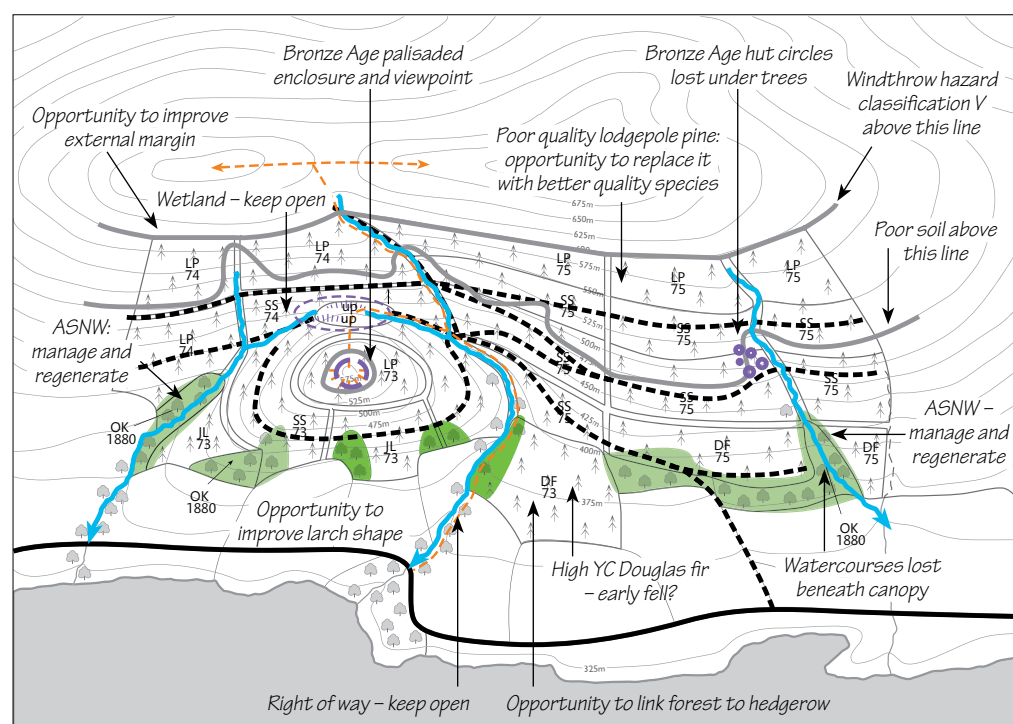 Bronze Age palisaded
enclosure and viewpoint
Bronze Age hut circles
lost under trees
Windthrow hazard
classification V
above this line
Opportunity to improve
external margin
Poor quality lodgepole pine:
opportunity to replace it
with better quality species
Wetland – keep open
Poor soil above
this line
675m
650m
625m
575m
550m
525m
500m
450m
425m
400m
375m
LP
74
LP
74
LP
75
LP
75
LP
75
SS
74
up
up
SS
75
SS
75
SS
75
ASNW:
manage and
regenerate
LP
74
LP
73
525m
500m
475m
SS
75
SS
75
SS
75
SS
75
OK
1880
JL
73
SS
73
JL
73
OK
1880
DF
73
DF
75
DF
75
ASNW –
manage and
regenerate
OK
1880
Opportunity to
improve larch shape
High YC Douglas fir
– early fell?
Watercourses lost
beneath canopy
325m
Right of way – keep open
Opportunity to link forest to hedgerow